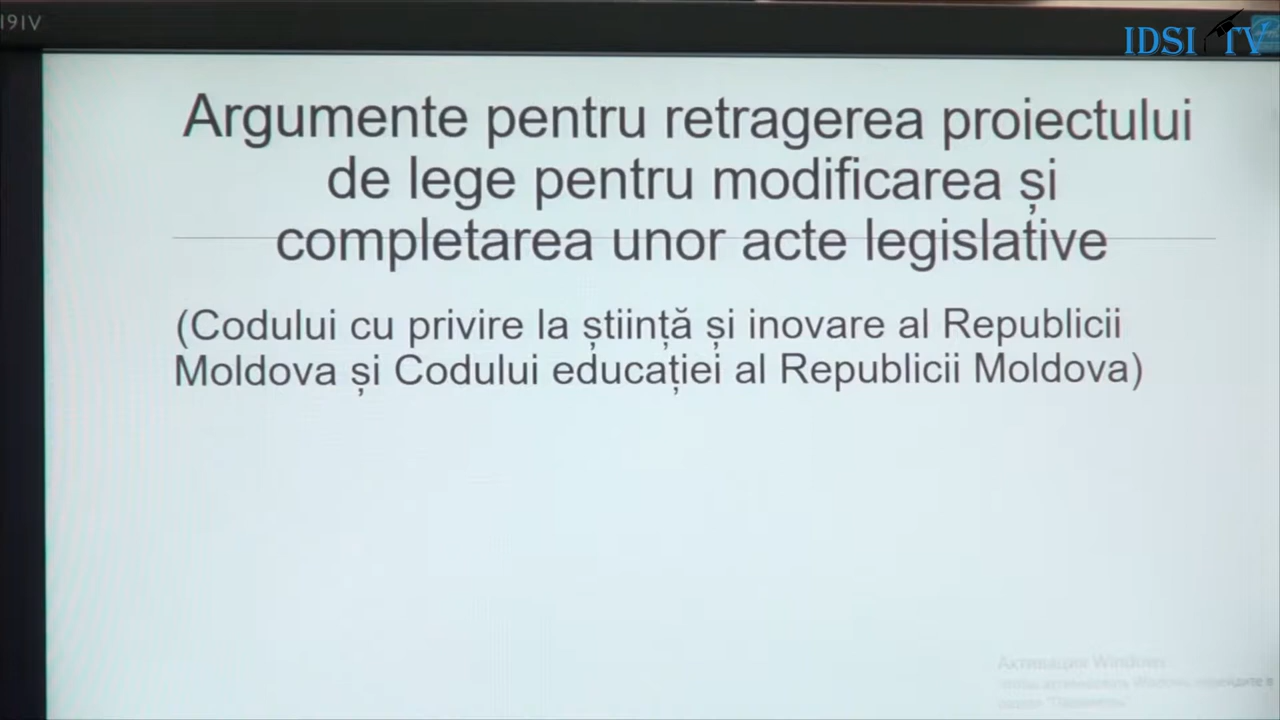 I9IV
IDSI TV
Argumente pentru retragerea proiectului
de lege pentru modificarea și
completarea unor acte legislative
(Codului cu privire la știință și inovare al Republicii
Moldova și Codului educației al Republicii Moldova)
Активация Windows